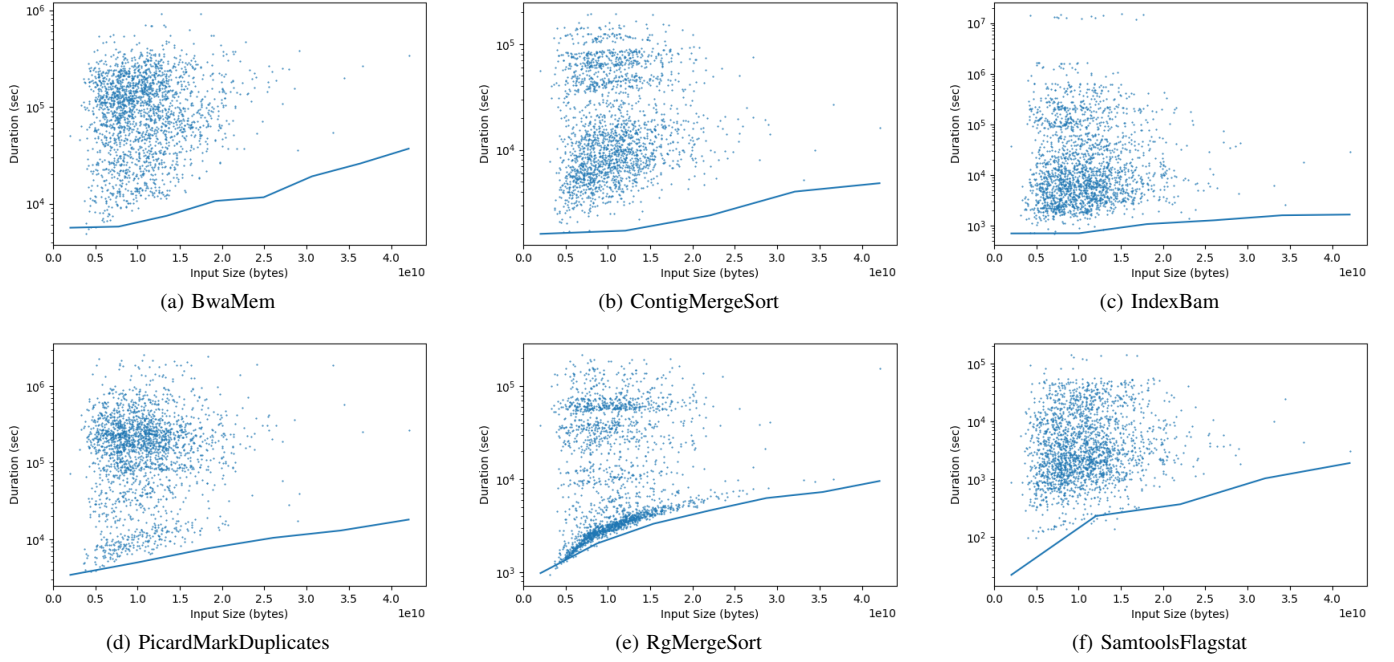 10^6
10^5
10^4
Duration (sec)
0.0 0.5 1.0 1.5 2.0 2.5 3.0 3.5 4.0
Input Size (bytes) 1e10
(a) BwaMem
10^5
10^4
Duration (sec)
0.0 0.5 1.0 1.5 2.0 2.5 3.0 3.5 4.0
Input Size (bytes) 1e10
(b) ContigMergeSort
10^7
10^6
10^5
10^4
10^3
Duration (sec)
0.0 0.5 1.0 1.5 2.0 2.5 3.0 3.5 4.0
Input Size (bytes) 1e10
(c) IndexBam
10^6
10^5
10^4
Duration (sec)
0.0 0.5 1.0 1.5 2.0 2.5 3.0 3.5 4.0
Input Size (bytes) 1e10
(d) PicardMarkDuplicates
10^5
10^4
10^3
Duration (sec)
0.0 0.5 1.0 1.5 2.0 2.5 3.0 3.5 4.0
Input Size (bytes) 1e10
(e) RgMergeSort
10^5
10^4
10^3
10^2
Duration (sec)
0.0 0.5 1.0 1.5 2.0 2.5 3.0 3.5 4.0
Input Size (bytes) 1e10
(f) SamtoolsFlagstat